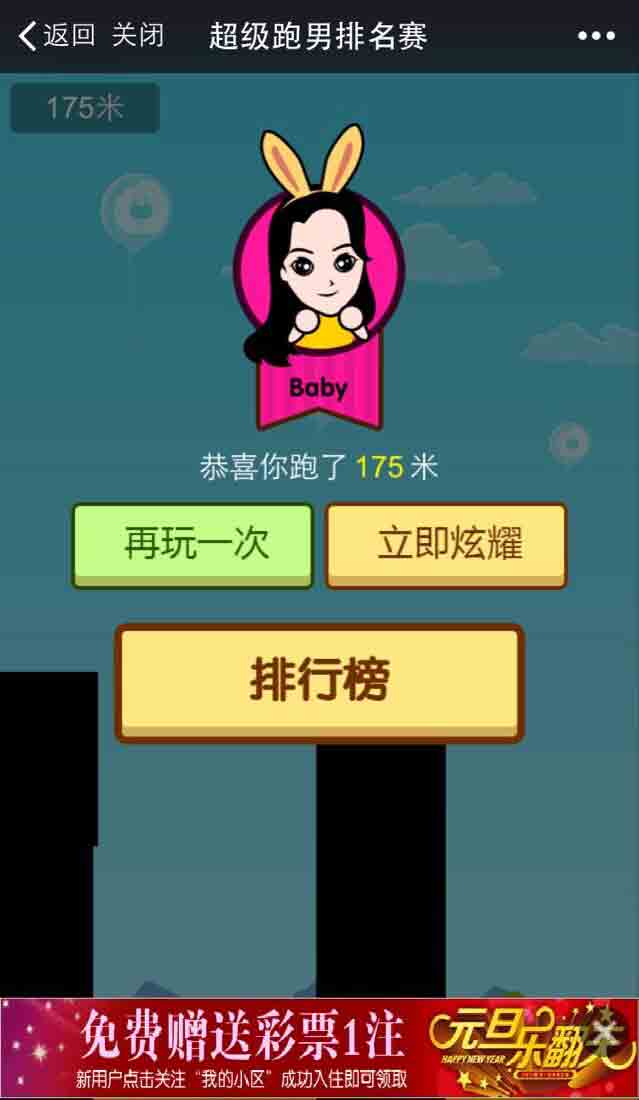 返回 关闭 超级跑男排名赛
175米
Baby
恭喜你跑了 175 米
再玩一次 立即炫耀
排行榜
免费赠送彩票1注
新用户点击关注“我的小区”成功入住即可领取
元旦乐翻天
HAPPY NEW YEAR